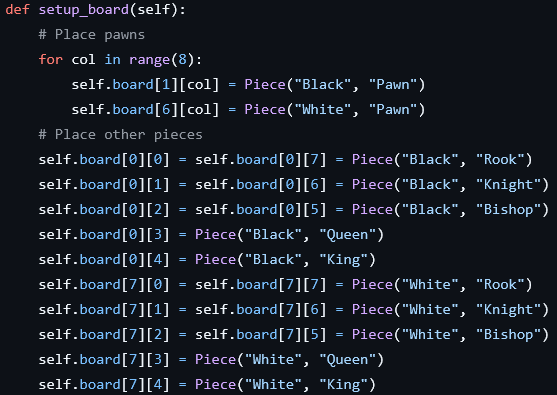 def setup_board(self):
    # Place pawns
    for col in range(8):
        self.board[1][col] = Piece("Black", "Pawn")
        self.board[6][col] = Piece("White", "Pawn")
    # Place other pieces
    self.board[0][0] = self.board[0][7] = Piece("Black", "Rook")
    self.board[0][1] = self.board[0][6] = Piece("Black", "Knight")
    self.board[0][2] = self.board[0][5] = Piece("Black", "Bishop")
    self.board[0][3] = Piece("Black", "Queen")
    self.board[0][4] = Piece("Black", "King")
    self.board[7][0] = self.board[7][7] = Piece("White", "Rook")
    self.board[7][1] = self.board[7][6] = Piece("White", "Knight")
    self.board[7][2] = self.board[7][5] = Piece("White", "Bishop")
    self.board[7][3] = Piece("White", "Queen")
    self.board[7][4] = Piece("White", "King")